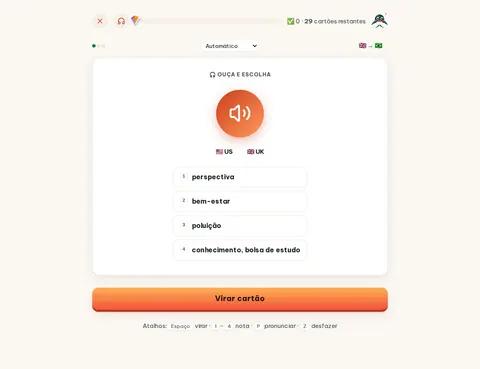 ✅ 0 · 29 cartões restantes
Automático
🇬🇧 → 🇧🇷
🎧 OUÇA E ESCOLHA
🇺🇸 US 🇬🇧 UK
1 perspectiva
2 bem-estar
3 poluição
4 conhecimento, bolsa de estudo
Virar cartão
Atalhos: Espaço virar · 1 – 4 nota · P pronunciar · Z desfazer